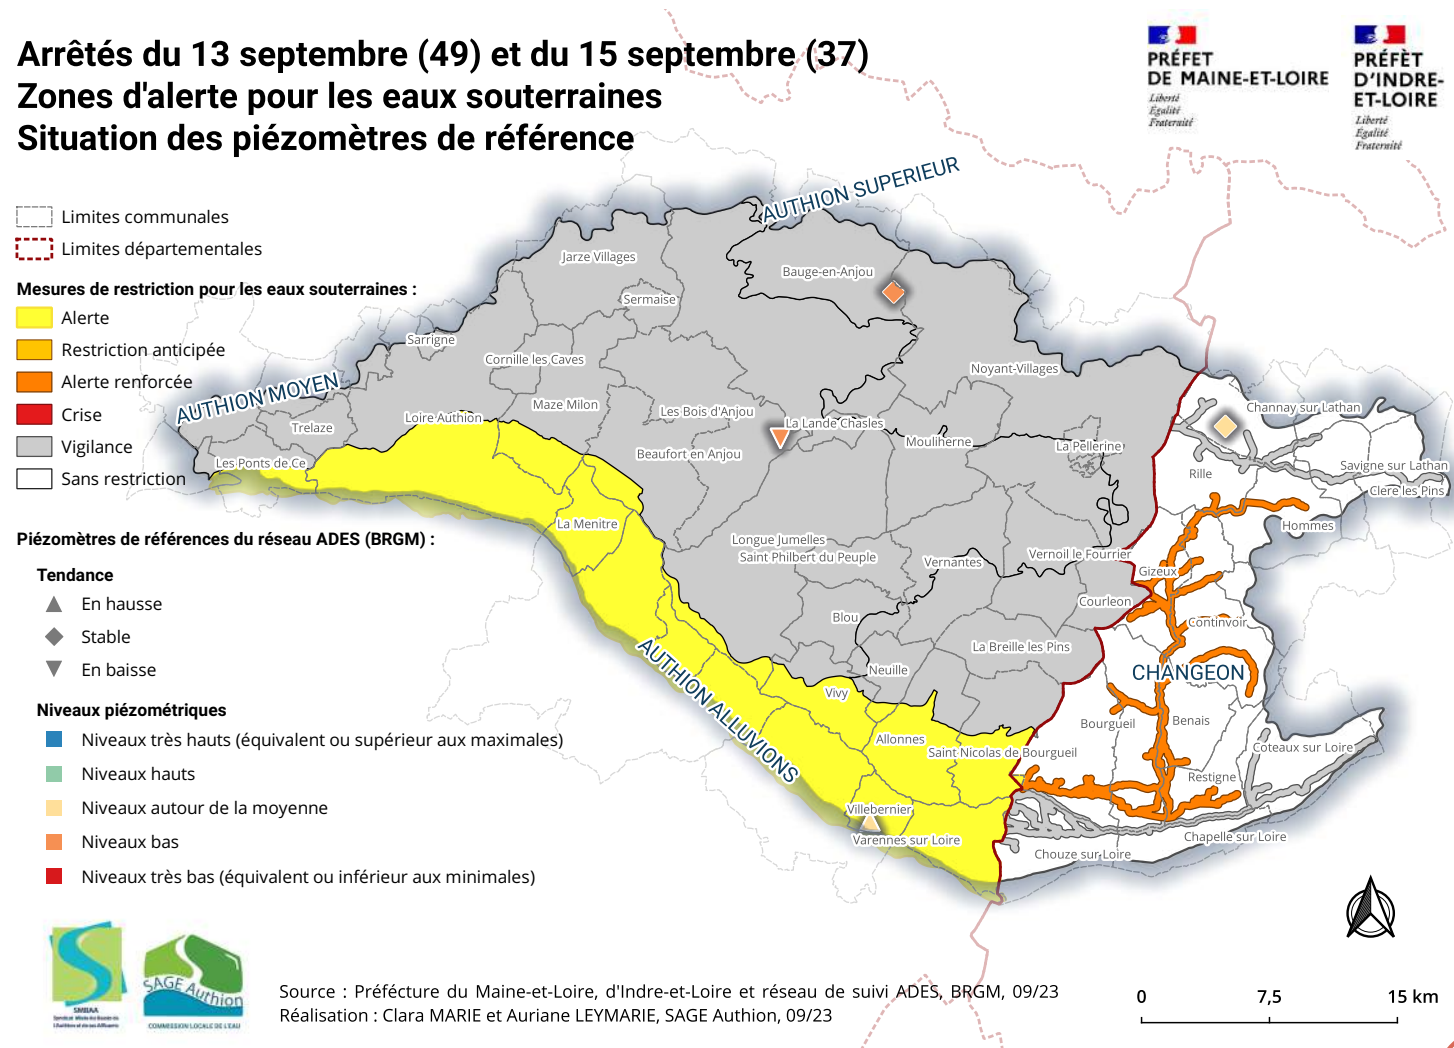 Arrêtés du 13 septembre (49) et du 15 septembre (37)
Zones d'alerte pour les eaux souterraines
Situation des piézomètres de référence
PRÉFET
DE MAINE-ET-LOIRE
Liberté
Égalité
Fraternité
PRÉFÈT
D'INDRE-
ET-LOIRE
Liberté
Égalité
Fraternité
Limites communales
Limites départementales
Mesures de restriction pour les eaux souterraines :
Alerte
Restriction anticipée
Alerte renforcée
Crise
Vigilance
Sans restriction
Piézomètres de références du réseau ADES (BRGM) :
Tendance
En hausse
Stable
En baisse
Niveaux piézométriques
Niveaux très hauts (équivalent ou supérieur aux maximales)
Niveaux hauts
Niveaux autour de la moyenne
Niveaux bas
Niveaux très bas (équivalent ou inférieur aux minimales)
AUTHION SUPERIEUR
AUTHION MOYEN
AUTHION ALLUVIONS
CHANGEON
Jarze Villages
Bauge-en-Anjou
Sermaise
Sarrigne
Cornille les Caves
Noyant-Villages
Maze Milon
Loire Authion
Les Bois d'Anjou
La Lande Chasles
Channay sur Lathan
Trelaze
Mouliherne
La Pellerine
Beaufort en Anjou
Les Ponts de Ce
Rille
Savigne sur Lathan
Clere les Pins
La Menitre
Hommes
Longue Jumelles
Saint Philbert du Peuple
Vernantes
Vernoil le Fourrier
Gizeux
Courleon
Blou
Continvoir
La Breille les Pins
Neuille
Vivy
Bourgueil
Benais
Allonnes
Saint Nicolas de Bourgueil
Coteaux sur Loire
Restigne
Villebernier
Varennes sur Loire
Chapelle sur Loire
Chouze sur Loire
SMBAA
SAGE Authion
COMMISSION LOCALE DE L'EAU
Source : Préfécture du Maine-et-Loire, d'Indre-et-Loire et réseau de suivi ADES, BRGM, 09/23
Réalisation : Clara MARIE et Auriane LEYMARIE, SAGE Authion, 09/23
0 7,5 15 km